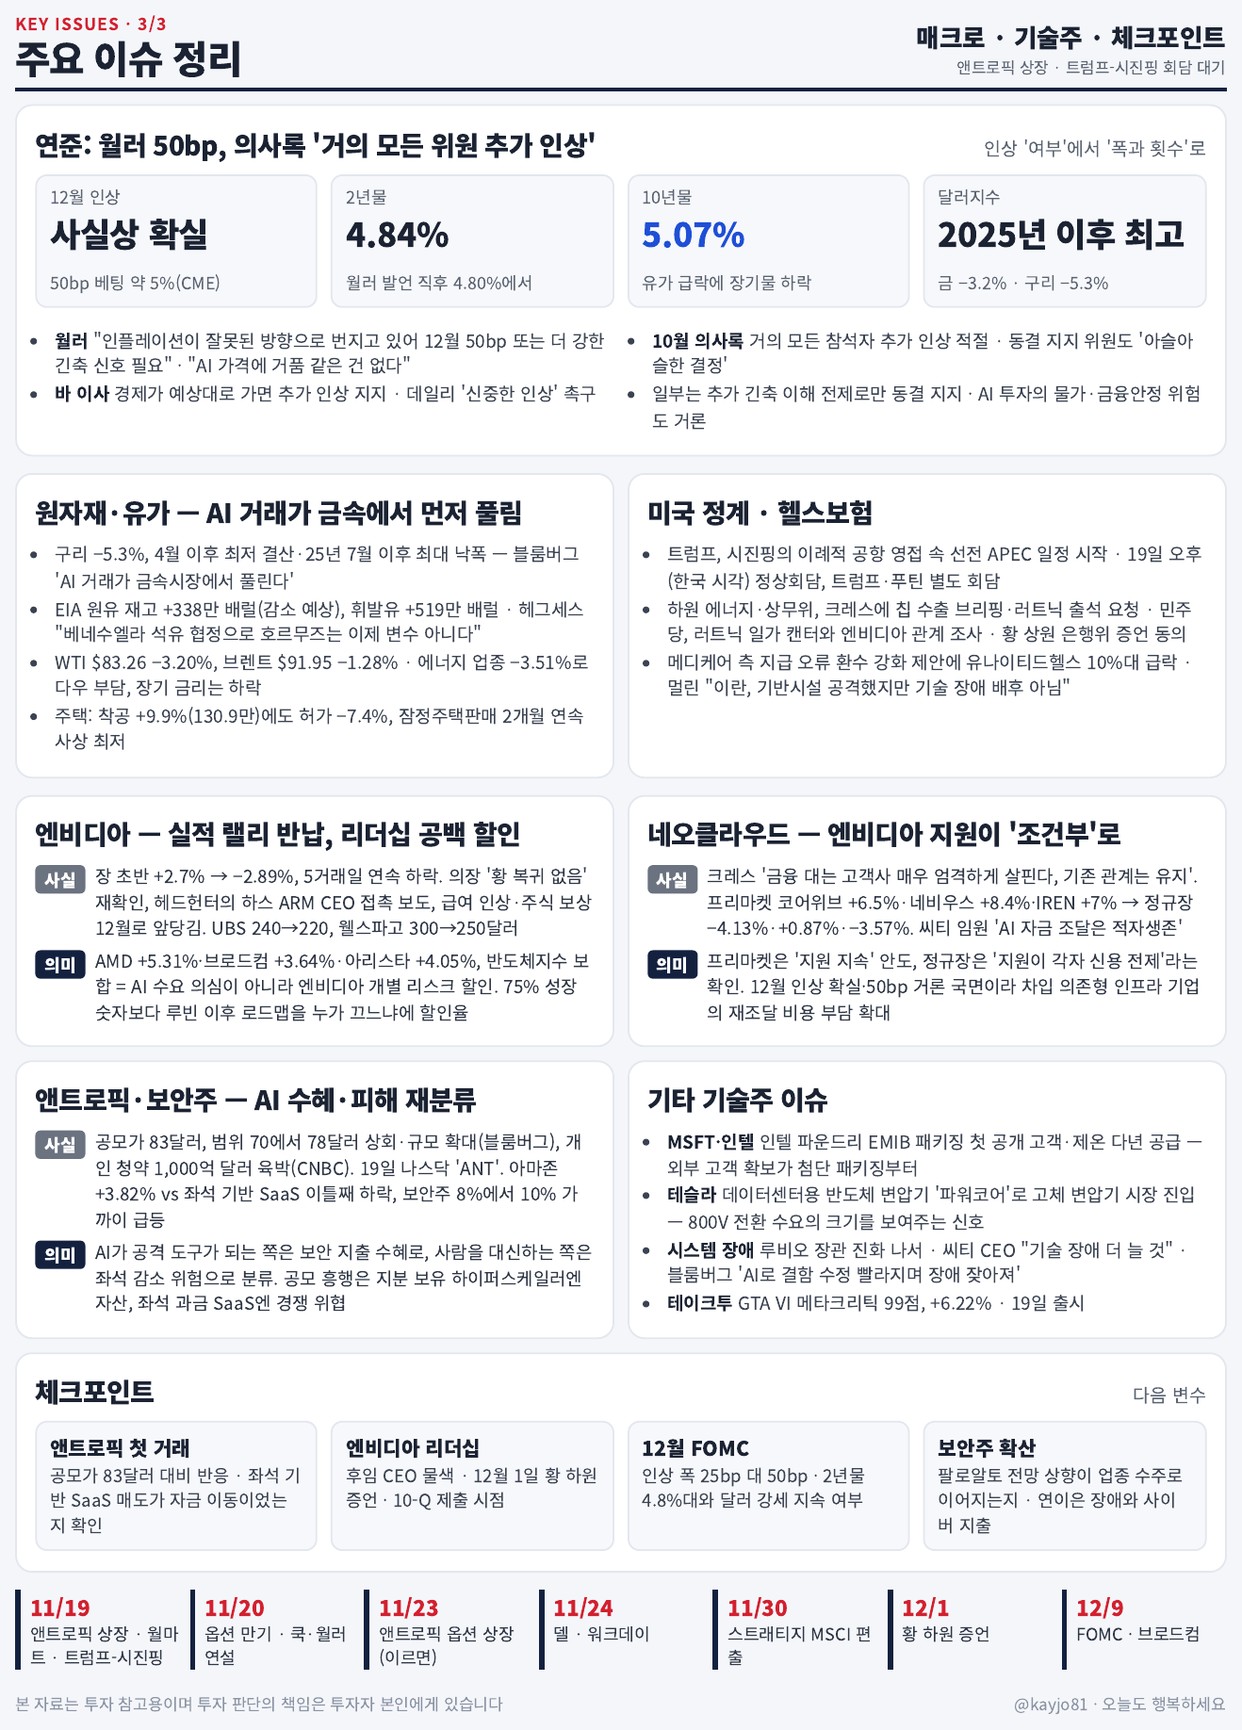 KEY ISSUES · 3/3
주요 이슈 정리
매크로 · 기술주 · 체크포인트
앤트로픽 상장 · 트럼프-시진핑 회담 대기
연준: 월러 50bp, 의사록 '거의 모든 위원 추가 인상'
인상 '여부'에서 '폭과 횟수'로
12월 인상
사실상 확실
50bp 베팅 약 5%(CME)
2년물
4.84%
월러 발언 직후 4.80%에서
10년물
5.07%
유가 급락에 장기물 하락
달러지수
2025년 이후 최고
금 −3.2% · 구리 −5.3%
• 월러 "인플레이션이 잘못된 방향으로 번지고 있어 12월 50bp 또는 더 강한
긴축 신호 필요" · "AI 가격에 거품 같은 건 없다"
• 바 이사 경제가 예상대로 가면 추가 인상 지지 · 데일리 '신중한 인상' 촉구
• 10월 의사록 거의 모든 참석자 추가 인상 적절 · 동결 지지 위원도 '아슬아
슬한 결정'
• 일부는 추가 긴축 이해 전제로만 동결 지지 · AI 투자의 물가·금융안정 위험
도 거론
원자재·유가 — AI 거래가 금속에서 먼저 풀림
• 구리 −5.3%, 4월 이후 최저 결산·25년 7월 이후 최대 낙폭 — 블룸버그
'AI 거래가 금속시장에서 풀린다'
• EIA 원유 재고 +338만 배럴(감소 예상), 휘발유 +519만 배럴 · 헤그세스
"베네수엘라 석유 협정으로 호르무즈는 이제 변수 아니다"
• WTI $83.26 −3.20%, 브렌트 $91.95 −1.28% · 에너지 업종 −3.51%로
다우 부담, 장기 금리는 하락
• 주택: 착공 +9.9%(130.9만)에도 허가 −7.4%, 잠정주택판매 2개월 연속
사상 최저
미국 정계 · 헬스보험
• 트럼프, 시진핑의 이례적 공항 영접 속 선전 APEC 일정 시작 · 19일 오후
(한국 시각) 정상회담, 트럼프·푸틴 별도 회담
• 하원 에너지·상무위, 크레스에 칩 수출 브리핑·러트닉 출석 요청 · 민주
당, 러트닉 일가 캔터와 엔비디아 관계 조사 · 황 상원 은행위 증언 동의
• 메디케어 측 지급 오류 환수 강화 제안에 유나이티드헬스 10%대 급락 ·
멀린 "이란, 기반시설 공격했지만 기술 장애 배후 아님"
엔비디아 — 실적 랠리 반납, 리더십 공백 할인
사실 장 초반 +2.7% → −2.89%, 5거래일 연속 하락. 의장 '황 복귀 없음'
재확인, 헤드헌터의 하스 ARM CEO 접촉 보도, 급여 인상·주식 보상
12월로 앞당김. UBS 240→220, 웰스파고 300→250달러
의미 AMD +5.31%·브로드컴 +3.64%·아리스타 +4.05%, 반도체지수 보
합 = AI 수요 의심이 아니라 엔비디아 개별 리스크 할인. 75% 성장
숫자보다 루빈 이후 로드맵을 누가 끄느냐에 할인율
네오클라우드 — 엔비디아 지원이 '조건부'로
사실 크레스 '금융 대는 고객사 매우 엄격하게 살핀다, 기존 관계는 유지'.
프리마켓 코어위브 +6.5%·네비우스 +8.4%·IREN +7% → 정규장
−4.13%·+0.87%·−3.57%. 씨티 임원 'AI 자금 조달은 적자생존'
의미 프리마켓은 '지원 지속' 안도, 정규장은 '지원이 각자 신용 전제'라는
확인. 12월 인상 확실·50bp 거론 국면이라 차입 의존형 인프라 기업
의 재조달 비용 부담 확대
앤트로픽·보안주 — AI 수혜·피해 재분류
사실 공모가 83달러, 범위 70에서 78달러 상회·규모 확대(블룸버그), 개
인 청약 1,000억 달러 육박(CNBC). 19일 나스닥 'ANT'. 아마존
+3.82% vs 좌석 기반 SaaS 이틀째 하락, 보안주 8%에서 10% 가
까이 급등
의미 AI가 공격 도구가 되는 쪽은 보안 지출 수혜로, 사람을 대신하는 쪽은
좌석 감소 위험으로 분류. 공모 흥행은 지분 보유 하이퍼스케일러엔
자산, 좌석 과금 SaaS엔 경쟁 위협
기타 기술주 이슈
• MSFT·인텔 인텔 파운드리 EMIB 패키징 첫 공개 고객·제온 다년 공급 —
외부 고객 확보가 첨단 패키징부터
• 테슬라 데이터센터용 반도체 변압기 '파워코어'로 고체 변압기 시장 진입
— 800V 전환 수요의 크기를 보여주는 신호
• 시스템 장애 루비오 장관 진화 나서 · 씨티 CEO "기술 장애 더 늘 것" ·
블룸버그 'AI로 결함 수정 빨라지며 장애 잦아져'
• 테이크투 GTA VI 메타크리틱 99점, +6.22% · 19일 출시
체크포인트
다음 변수
앤트로픽 첫 거래
공모가 83달러 대비 반응 · 좌석 기
반 SaaS 매도가 자금 이동이었는
지 확인
엔비디아 리더십
후임 CEO 물색 · 12월 1일 황 하원
증언 · 10-Q 제출 시점
12월 FOMC
인상 폭 25bp 대 50bp · 2년물
4.8%대와 달러 강세 지속 여부
보안주 확산
팔로알토 전망 상향이 업종 수주로
이어지는지 · 연이은 장애와 사이
버 지출
11/19
앤트로픽 상장 · 월마
트 · 트럼프-시진핑
11/20
옵션 만기 · 쿡·월러
연설
11/23
앤트로픽 옵션 상장
(이르면)
11/24
델 · 워크데이
11/30
스트래티지 MSCI 편
출
12/1
황 하원 증언
12/9
FOMC · 브로드컴
본 자료는 투자 참고용이며 투자 판단의 책임은 투자자 본인에게 있습니다
@kayjo81 · 오늘도 행복하세요